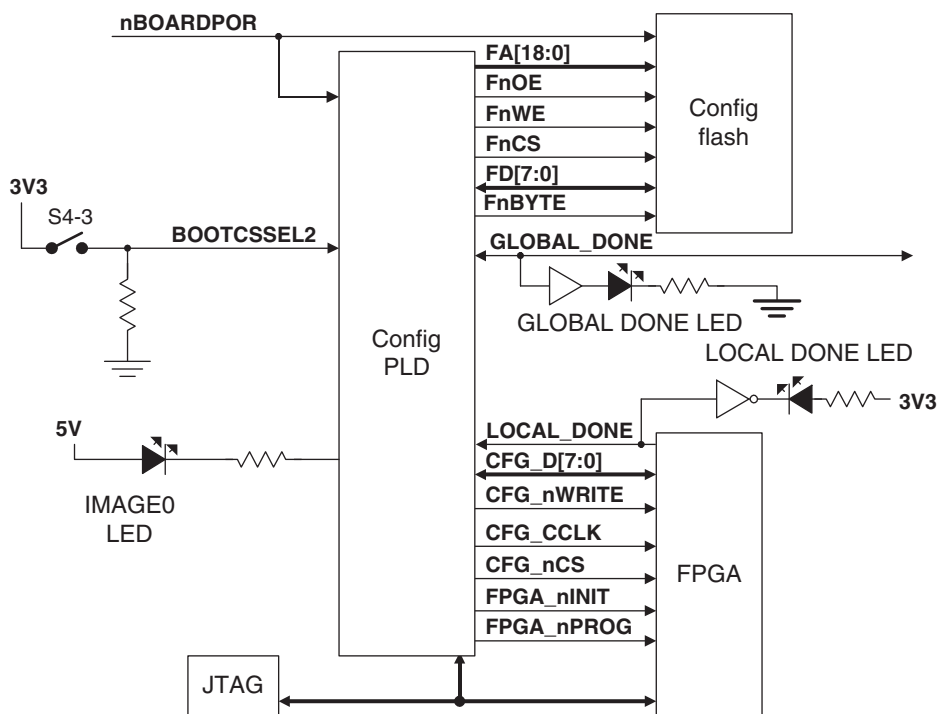 nBOARDPOR
FA[18:0]
FnOE
FnWE
FnCS
FD[7:0]
FnBYTE
Config
flash
3V3
S4-3
BOOTCSSEL2
GLOBAL_DONE
GLOBAL DONE LED
Config
PLD
LOCAL DONE LED
3V3
5V
IMAGE0
LED
LOCAL_DONE
CFG_D[7:0]
CFG_nWRITE
CFG_CCLK
CFG_nCS
FPGA_nINIT
FPGA_nPROG
FPGA
JTAG